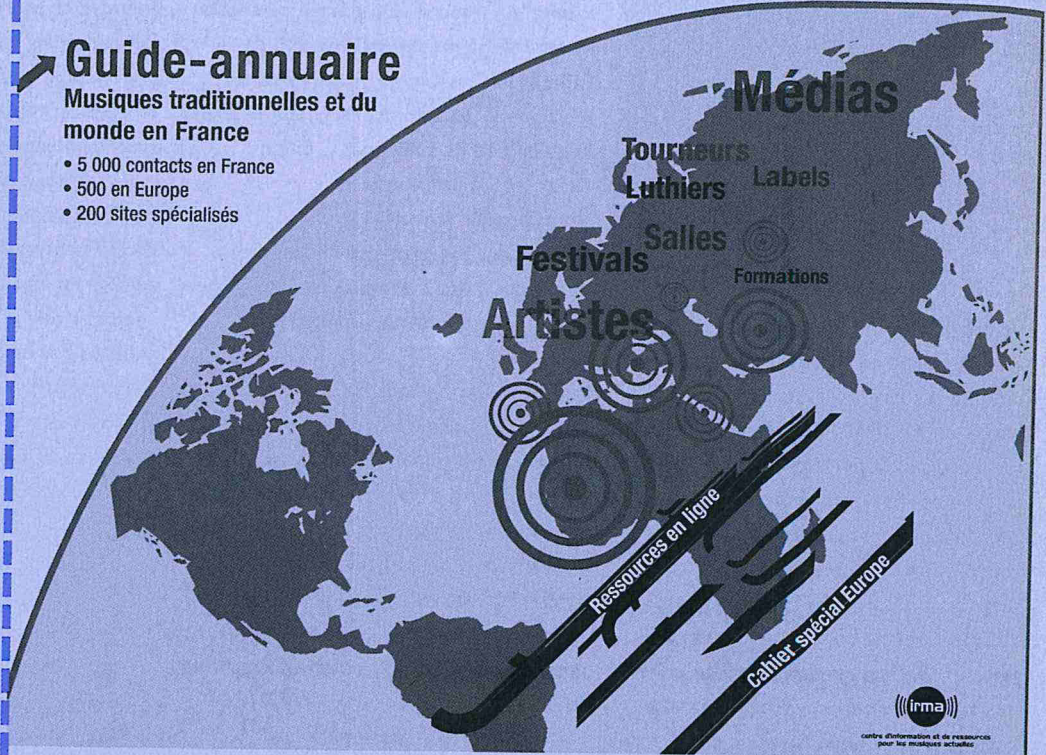 Guide-annuaire
Musiques traditionnelles et du
monde en France
• 5 000 contacts en France
• 500 en Europe
• 200 sites spécialisés
Médias
Tourneurs
Luthiers
Labels
Salles
Festivals
Formations
Artistes
Ressources en ligne
Cahier spécial Europe
irma
centre d'information et de ressources
pour les musiques actuelles